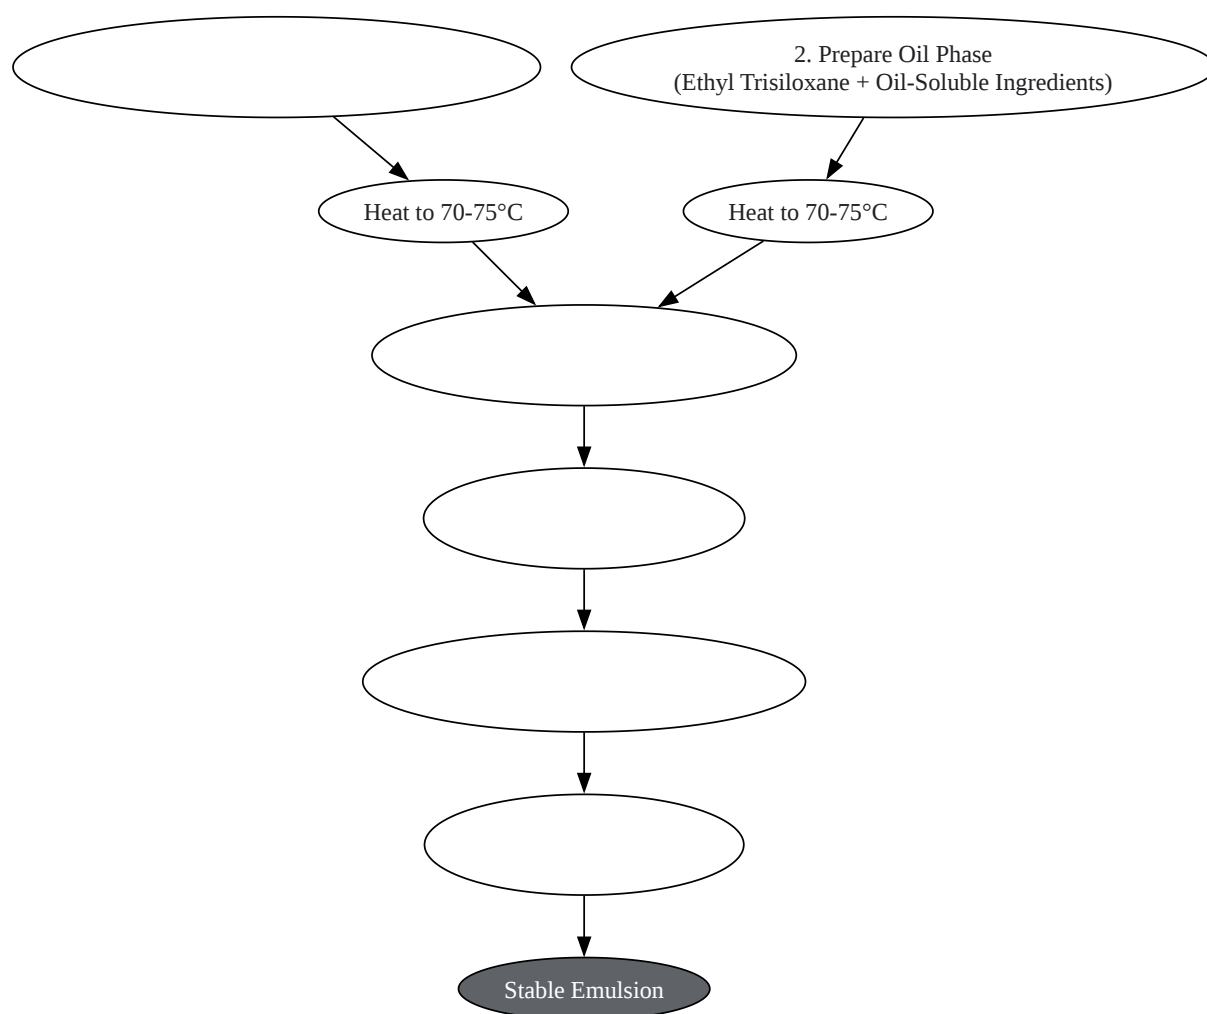 2. Prepare Oil Phase
(Ethyl Trisiloxane + Oil-Soluble Ingredients)
Heat to 70-75°C
Heat to 70-75°C
Stable Emulsion